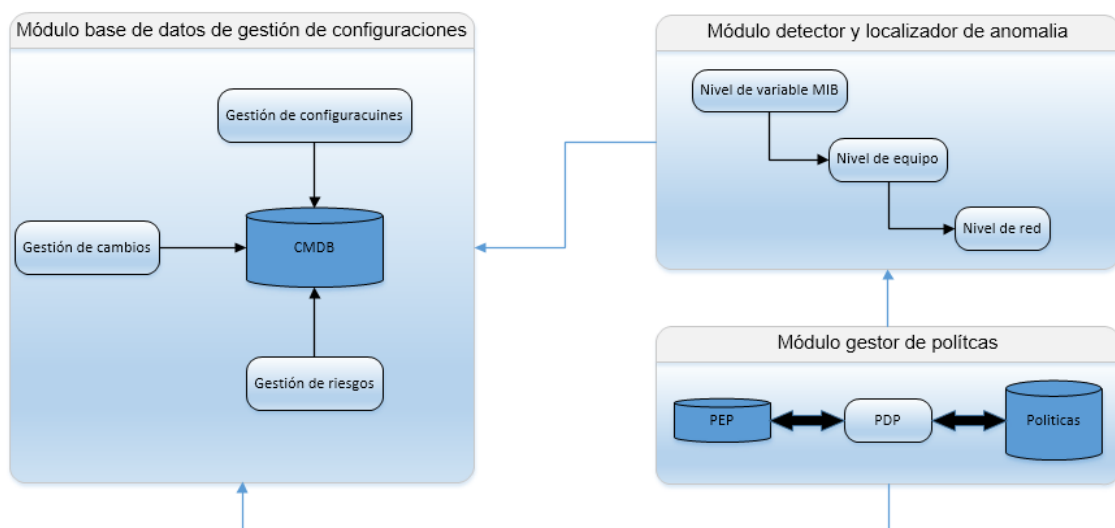 Módulo base de datos de gestión de configuraciones
Gestión de configuracuines
Gestión de cambios
CMDB
Gestión de riesgos
Módulo detector y localizador de anomalia
Nivel de variable MIB
Nivel de equipo
Nivel de red
Módulo gestor de polítcas
PEP
PDP
Politicas